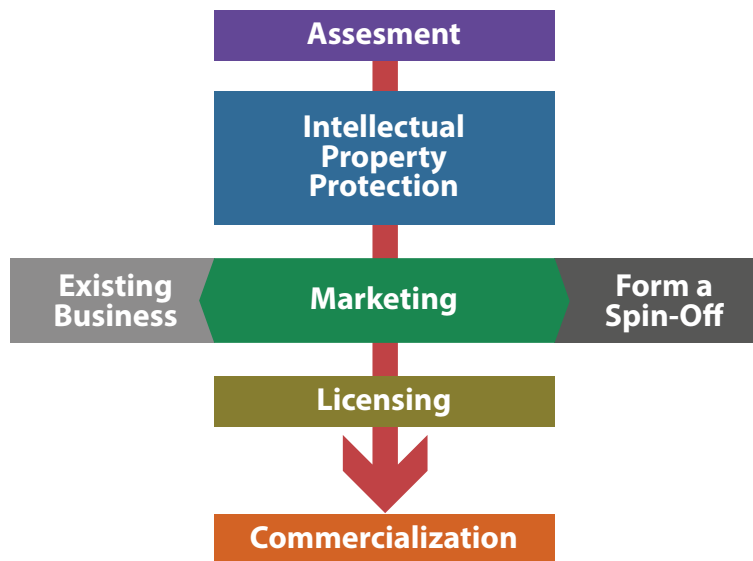 Assesment
Intellectual
Property
Protection
Existing
Business
Marketing
Form a
Spin-Off
Licensing
Commercialization